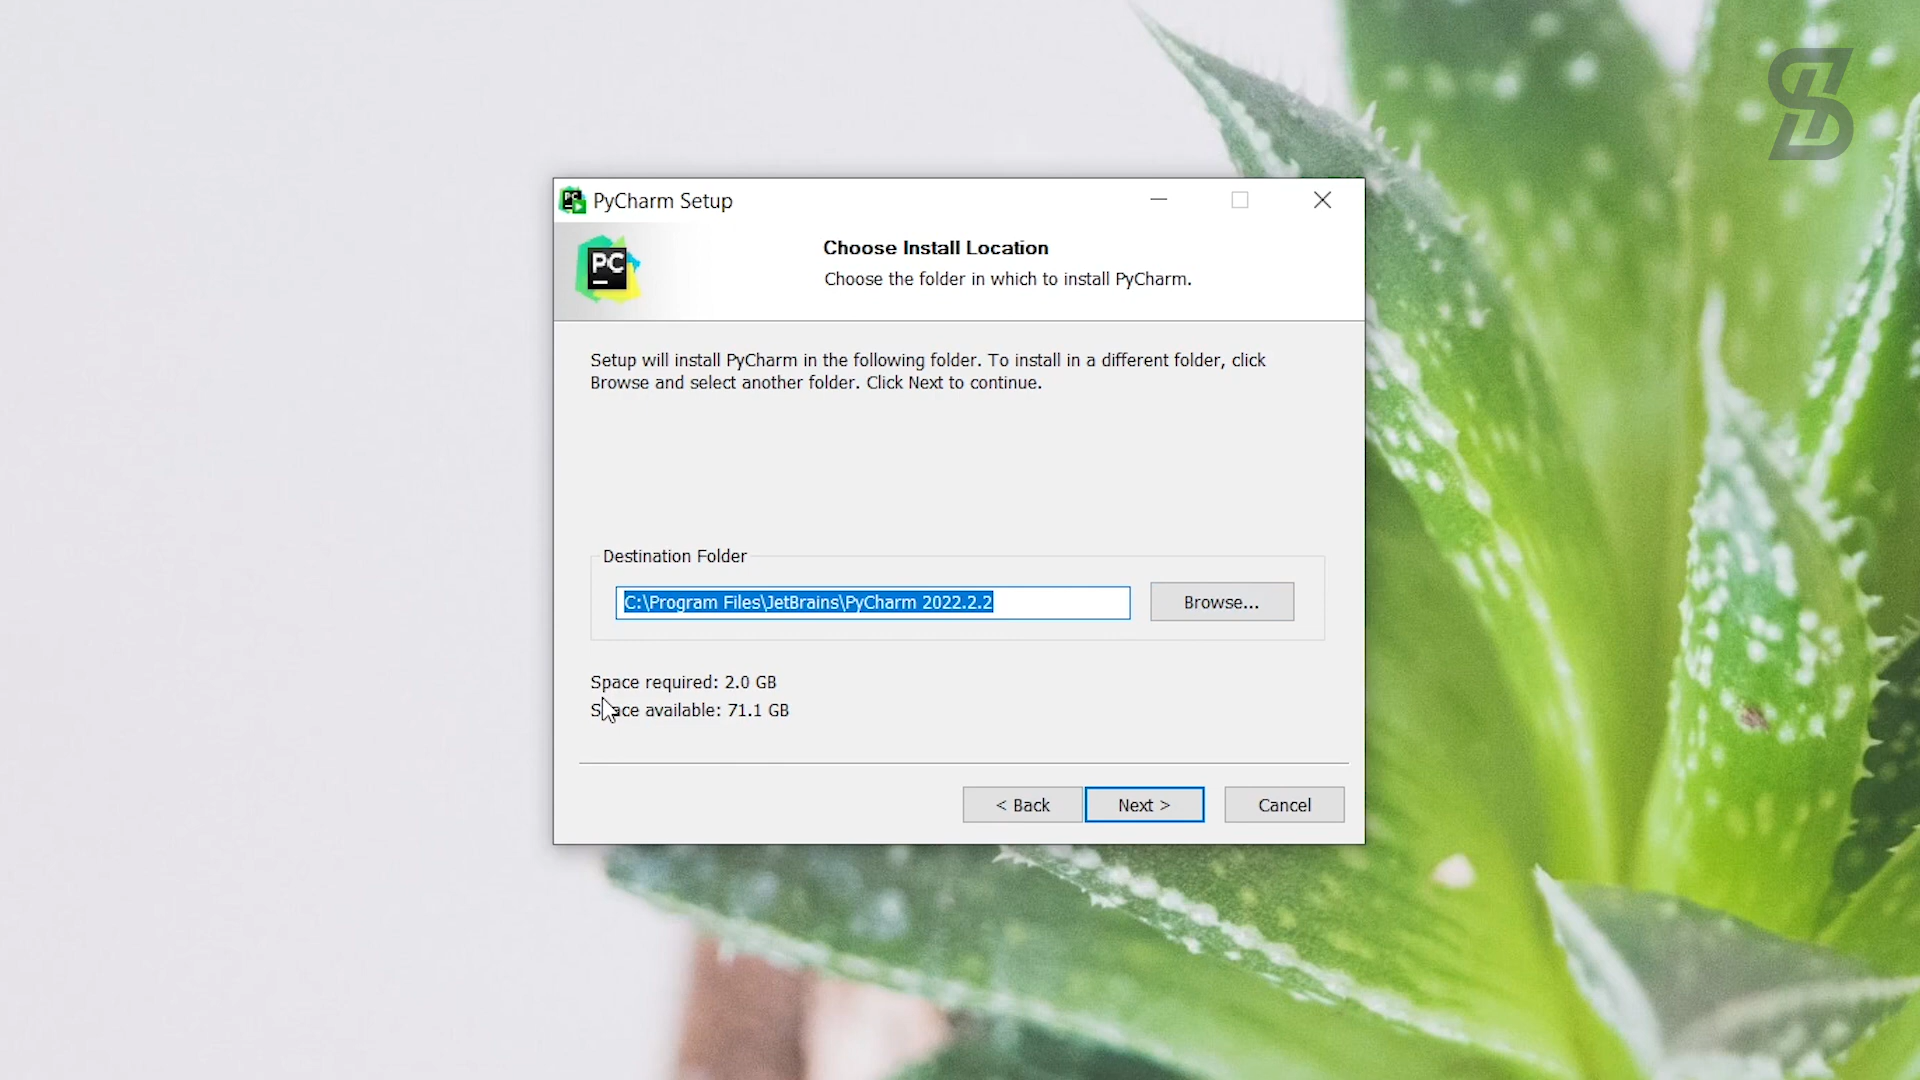 PyCharm Setup
PC
Choose Install Location
Choose the folder in which to install PyCharm.
Setup will install PyCharm in the following folder. To install in a different folder, click
Browse and select another folder. Click Next to continue.
Destination Folder
C:\Program Files\JetBrains\PyCharm 2022.2.2
Browse...
Space required: 2.0 GB
Space available: 71.1 GB
< Back
Next >
Cancel